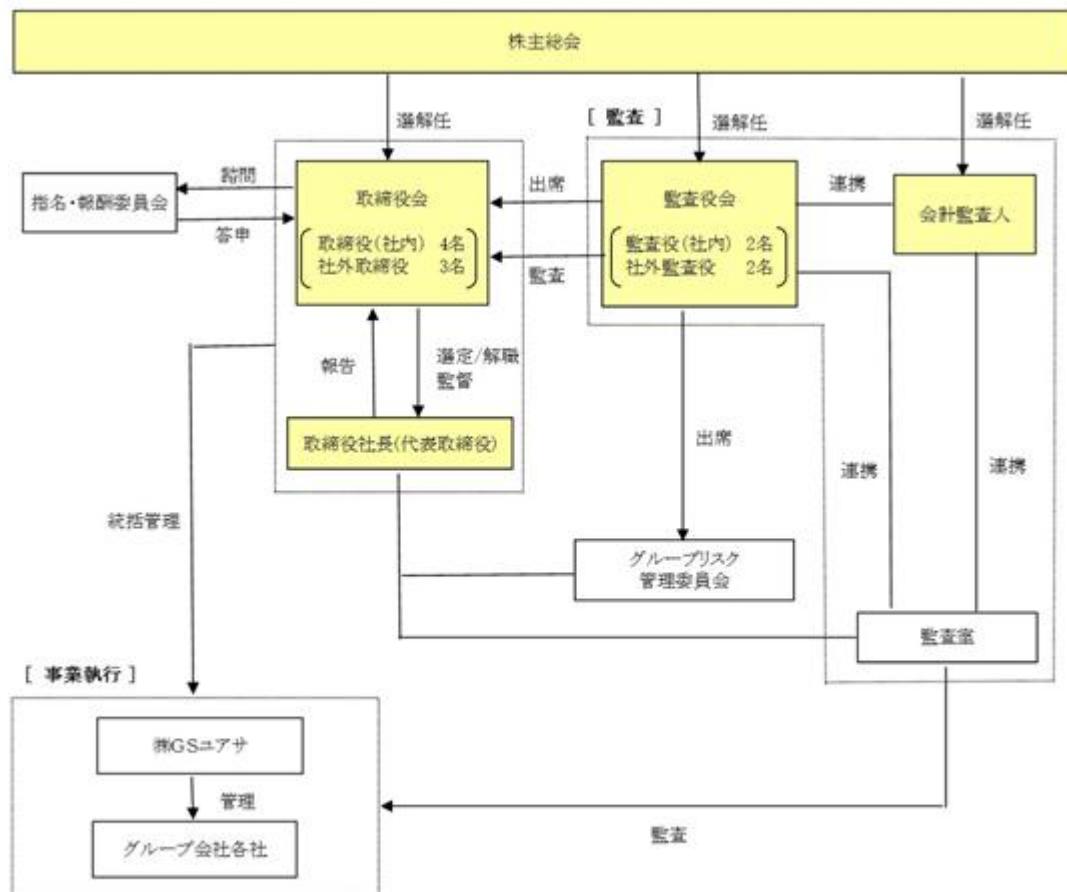 株主総会
選解任
[ 監査 ]
選解任
選解任
指名・報酬委員会
諮問
答申
取締役会
取締役(社内) 4名
社外取締役 3名
出席
監査
監査役会
監査役(社内) 2名
社外監査役 2名
連携
会計監査人
報告
選定/解職
監督
取締役社長(代表取締役)
出席
連携
連携
統括管理
グループリスク
管理委員会
監査室
[ 事業執行 ]
㈱GSユアサ
管理
グループ会社各社
監査